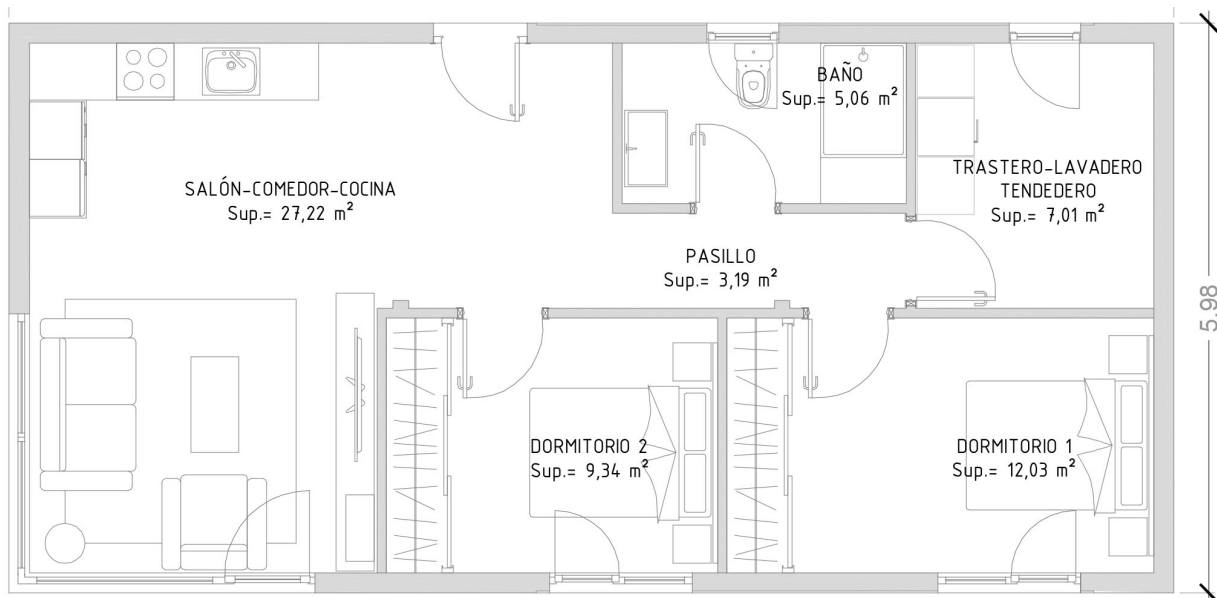 BAÑO
Sup.= 5,06 m²
TRASTERO-LAVADERO
TENDEDERO
Sup.= 7,01 m²
SALÓN-COMEDOR-COCINA
Sup.= 27,22 m²
PASILLO
Sup.= 3,19 m²
5.98
DORMITORIO 2
Sup.= 9,34 m²
DORMITORIO 1
Sup.= 12,03 m²